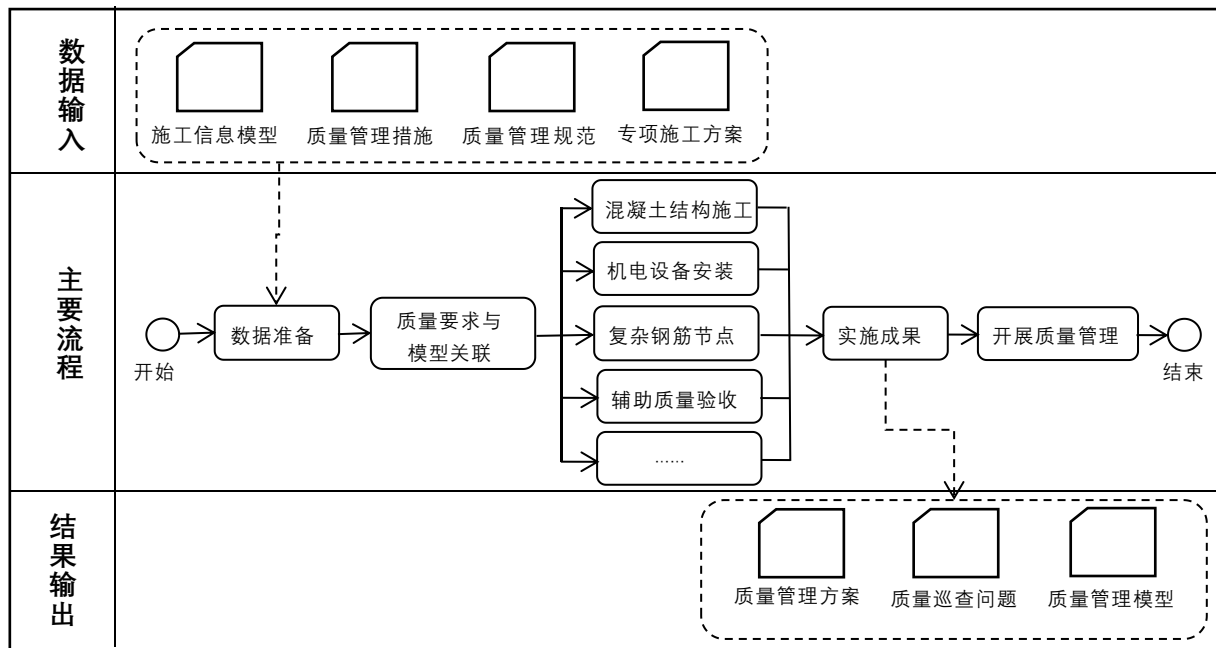 数据输入
施工信息模型
质量管理措施
质量管理规范
专项施工方案
主要流程
开始
数据准备
质量要求与
模型关联
混凝土结构施工
机电设备安装
复杂钢筋节点
辅助质量验收
……
实施成果
开展质量管理
结束
结果输出
质量管理方案
质量巡查问题
质量管理模型